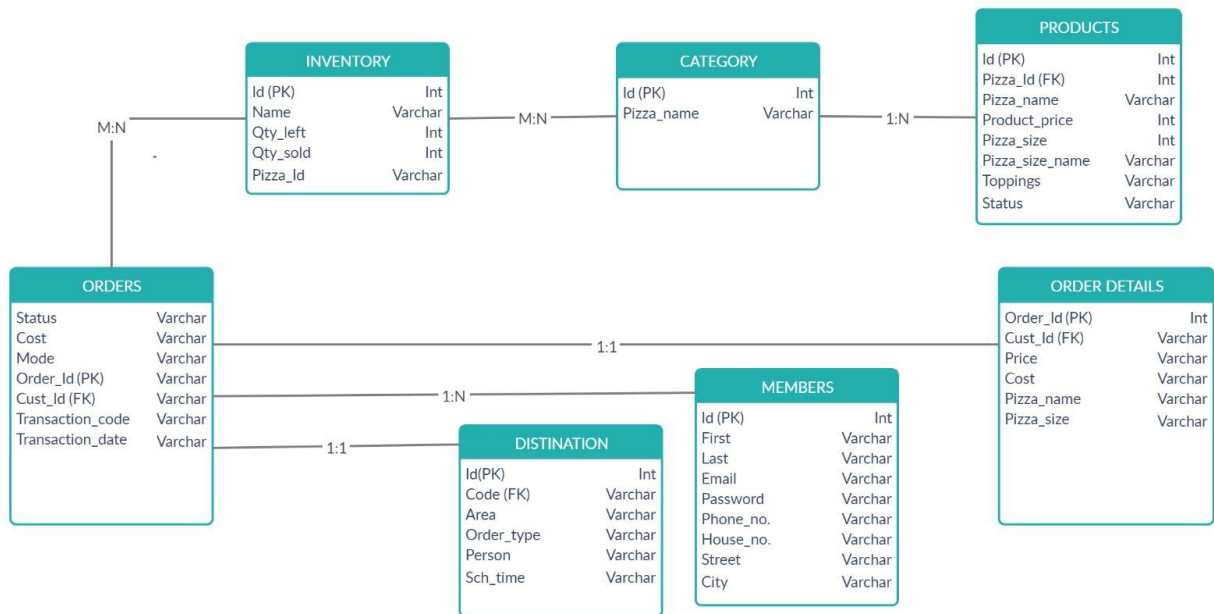 PRODUCTS
Id (PK) Int
Pizza_Id (FK) Int
Pizza_name Varchar
Product_price Int
Pizza_size Int
Pizza_size_name Varchar
Toppings Varchar
Status Varchar
INVENTORY
Id (PK) Int
Name Varchar
Qty_left Int
Qty_sold Int
Pizza_Id Varchar
CATEGORY
Id (PK) Int
Pizza_name Varchar
M:N
M:N
1:N
ORDERS
Status Varchar
Cost Varchar
Mode Varchar
Order_Id (PK) Varchar
Cust_Id (FK) Varchar
Transaction_code Varchar
Transaction_date Varchar
ORDER DETAILS
Order_Id (PK) Int
Cust_Id (FK) Varchar
Price Varchar
Cost Varchar
Pizza_name Varchar
Pizza_size Varchar
1:1
1:N
1:1
MEMBERS
Id (PK) Int
First Varchar
Last Varchar
Email Varchar
Password Varchar
Phone_no. Varchar
House_no. Varchar
Street Varchar
City Varchar
DISTINATION
Id(PK) Int
Code (FK) Varchar
Area Varchar
Order_type Varchar
Person Varchar
Sch_time Varchar